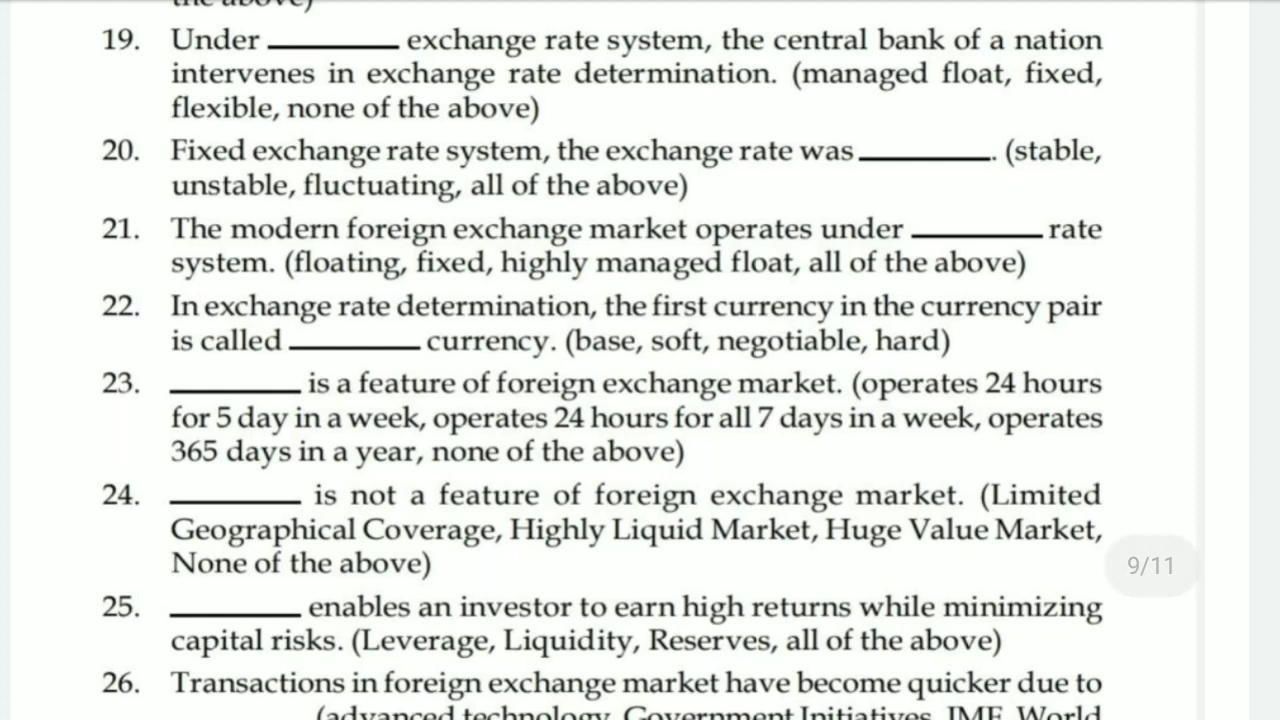 the above)
19. Under ________ exchange rate system, the central bank of a nation
intervenes in exchange rate determination. (managed float, fixed,
flexible, none of the above)
20. Fixed exchange rate system, the exchange rate was ________. (stable,
unstable, fluctuating, all of the above)
21. The modern foreign exchange market operates under ________ rate
system. (floating, fixed, highly managed float, all of the above)
22. In exchange rate determination, the first currency in the currency pair
is called ________ currency. (base, soft, negotiable, hard)
23. ________ is a feature of foreign exchange market. (operates 24 hours
for 5 day in a week, operates 24 hours for all 7 days in a week, operates
365 days in a year, none of the above)
24. ________ is not a feature of foreign exchange market. (Limited
Geographical Coverage, Highly Liquid Market, Huge Value Market,
None of the above)
9/11
25. ________ enables an investor to earn high returns while minimizing
capital risks. (Leverage, Liquidity, Reserves, all of the above)
26. Transactions in foreign exchange market have become quicker due to
(advanced technology, Government Initiatives, IMF, World